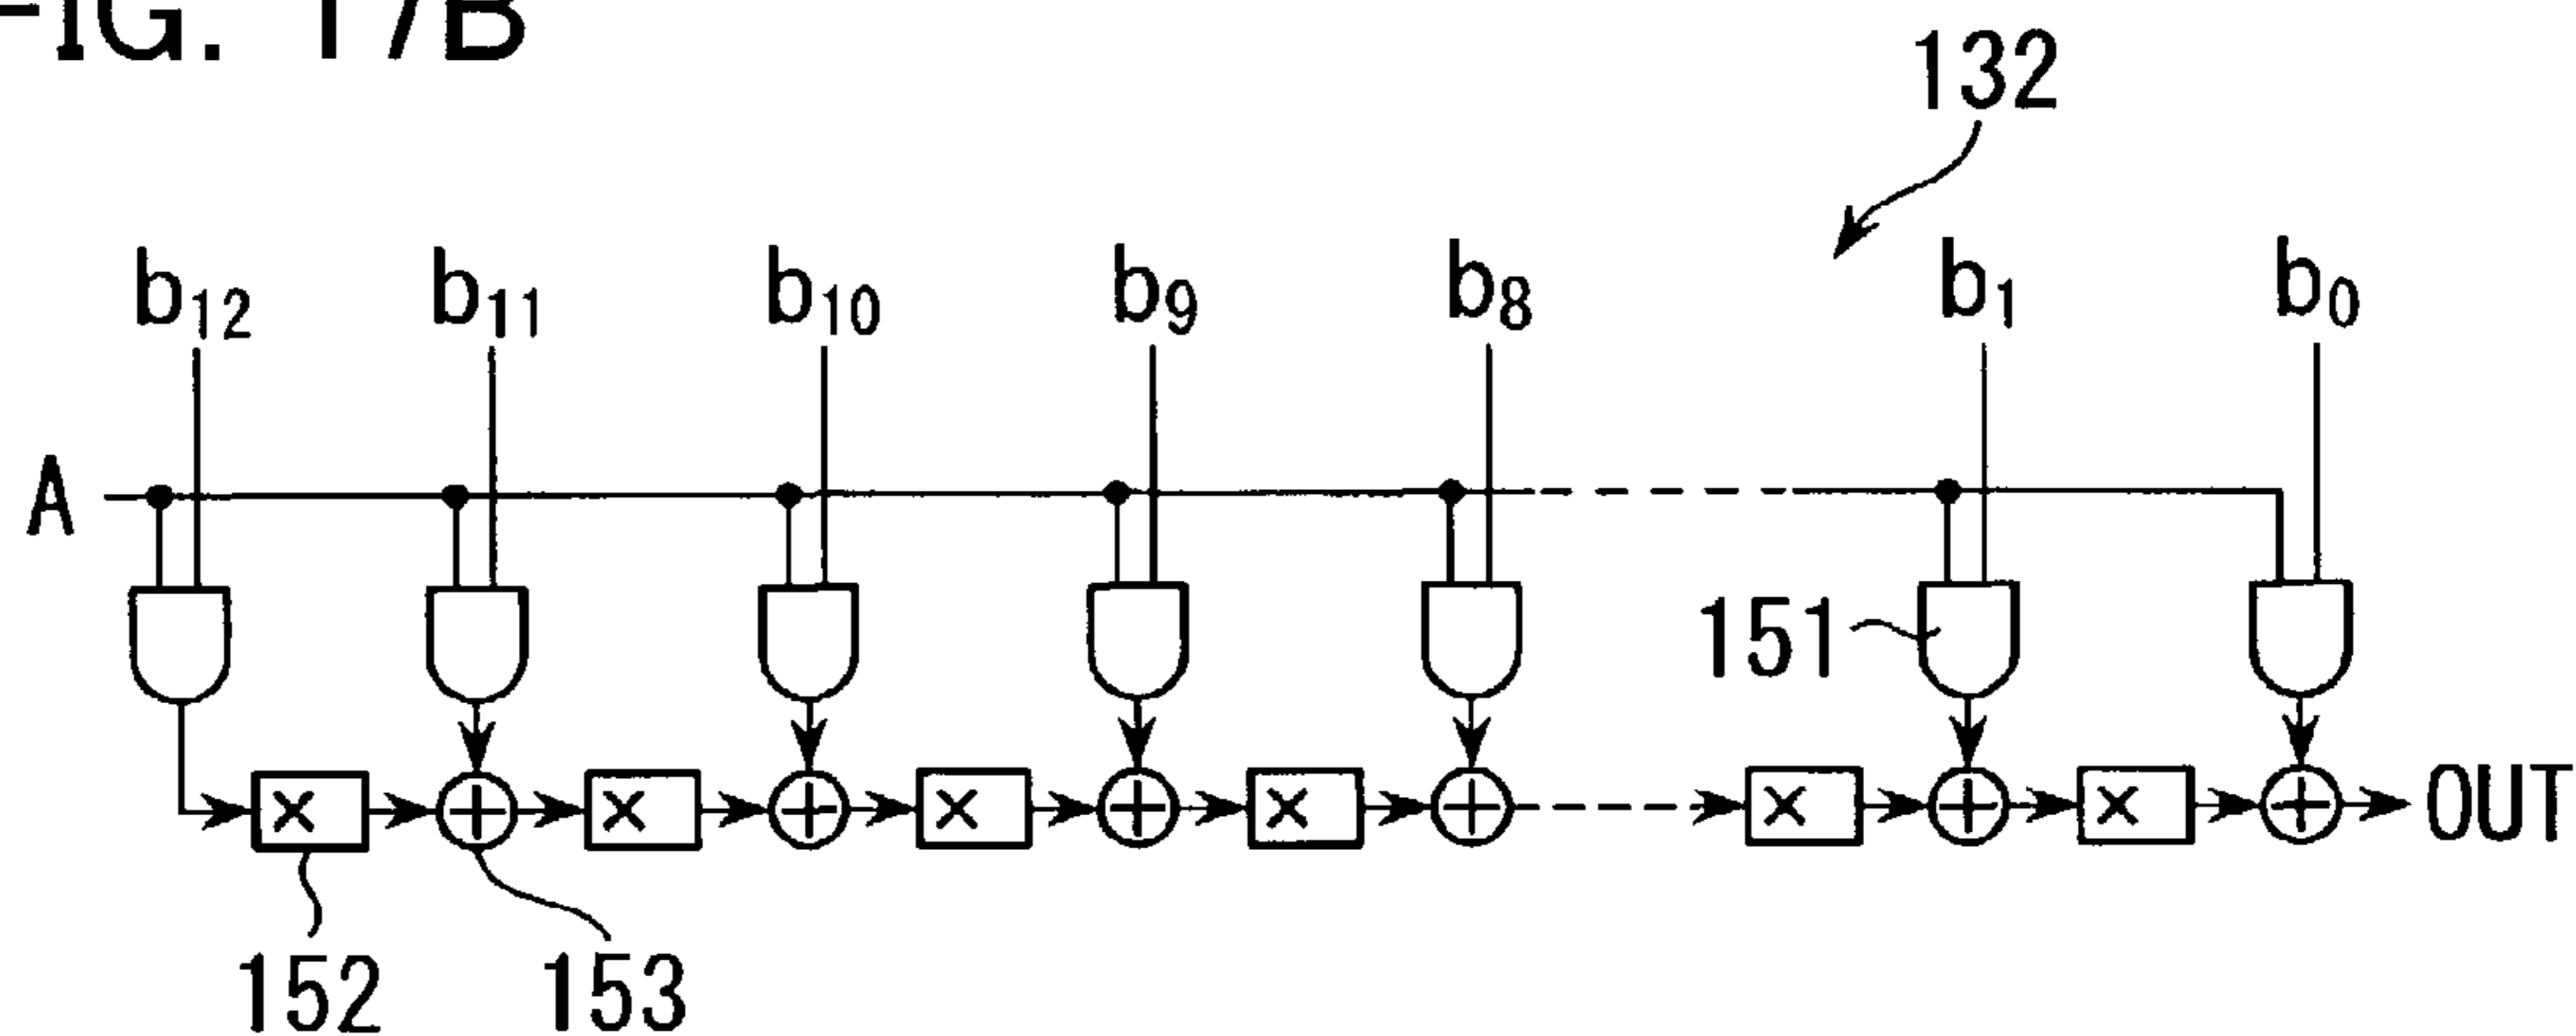 FIG. 17B
132
b12 b11 b10 b9 b8 b1 b0
A
151
× × × × × ×
OUT
152 153